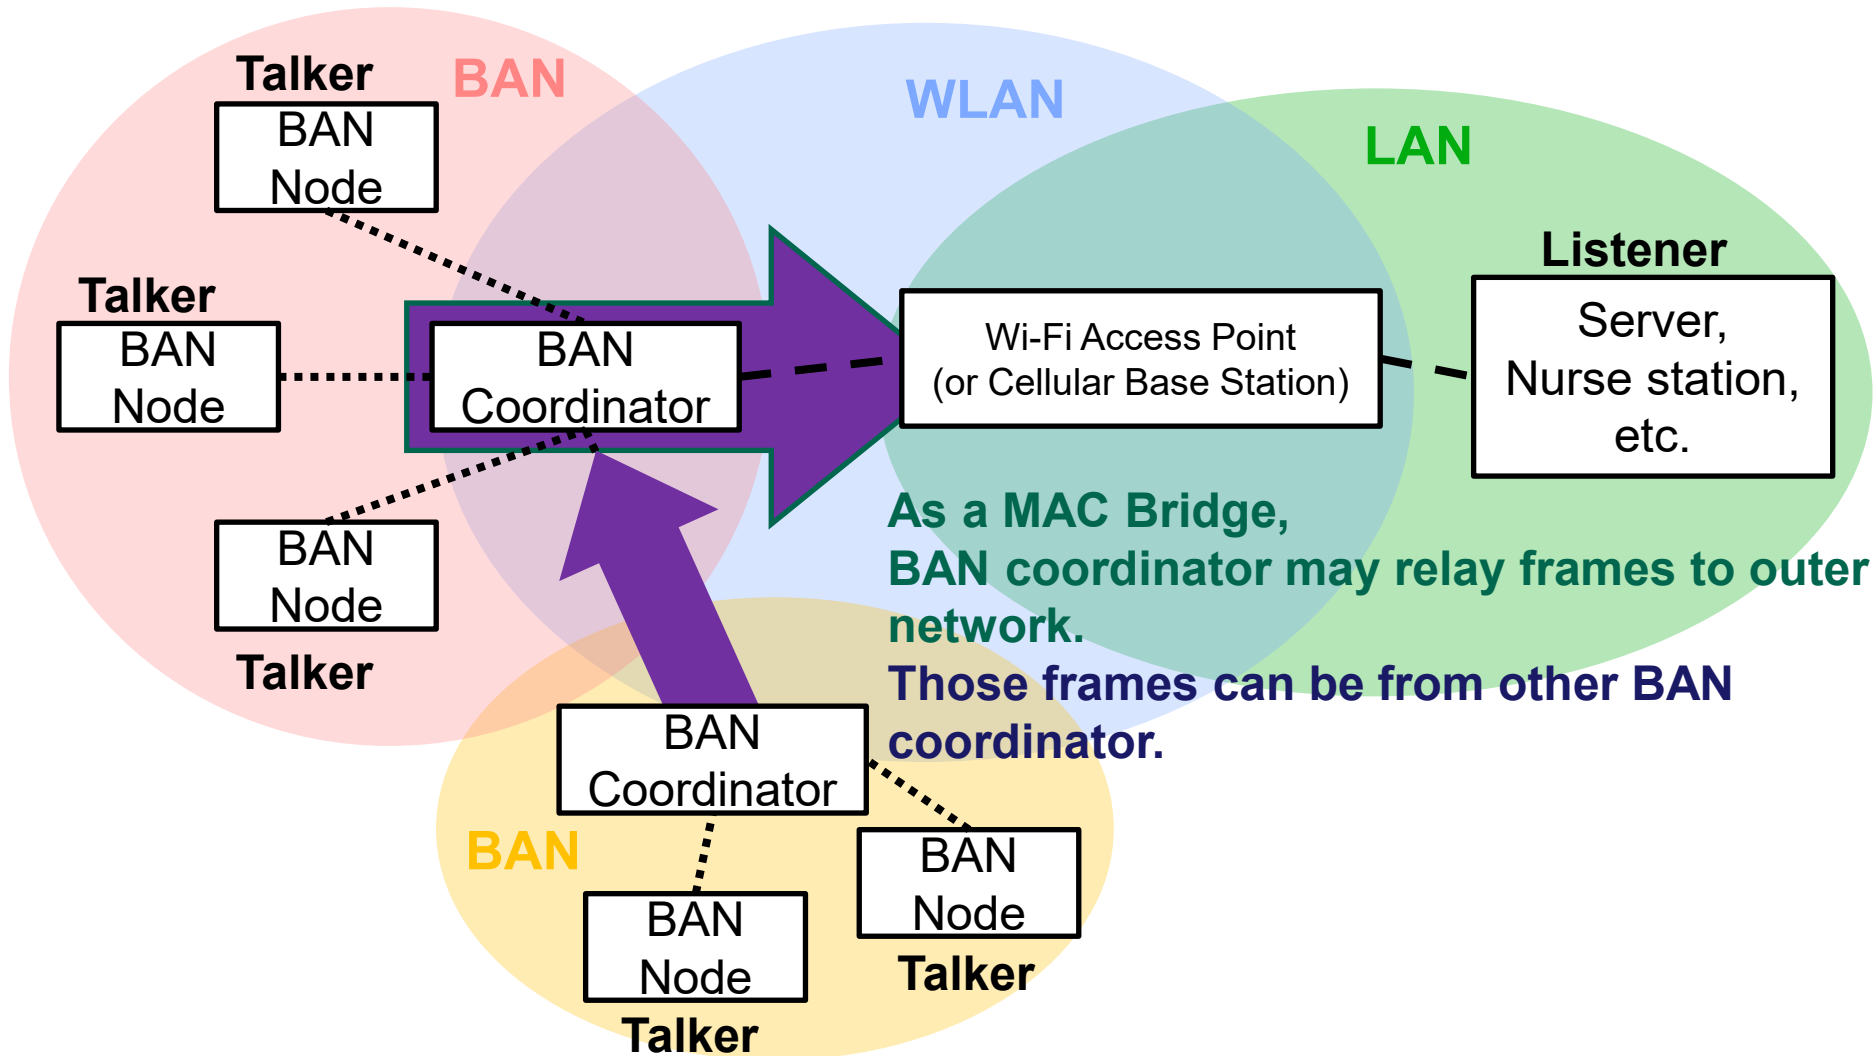 Talker
BAN
WLAN
LAN
BAN
Node
Talker
BAN
Node
BAN
Coordinator
Wi-Fi Access Point
(or Cellular Base Station)
Listener
Server,
Nurse station,
etc.
BAN
Node
Talker
As a MAC Bridge,
BAN coordinator may relay frames to outer
network.
Those frames can be from other BAN
coordinator.
BAN
Coordinator
BAN
BAN
Node
Talker
BAN
Node
Talker